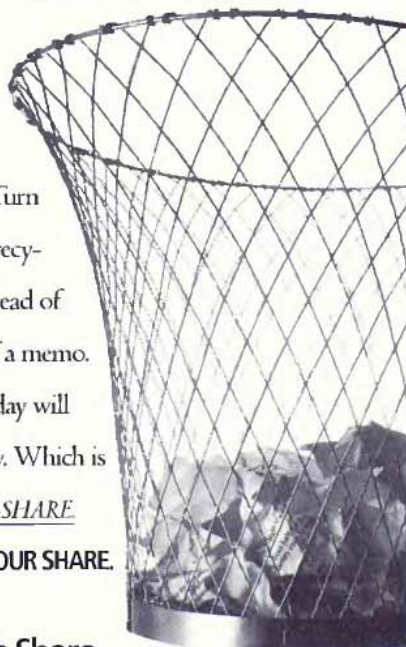 Turn
recy-
ead of
a memo.
day will
. Which is
SHARE
OUR SHARE.
Share